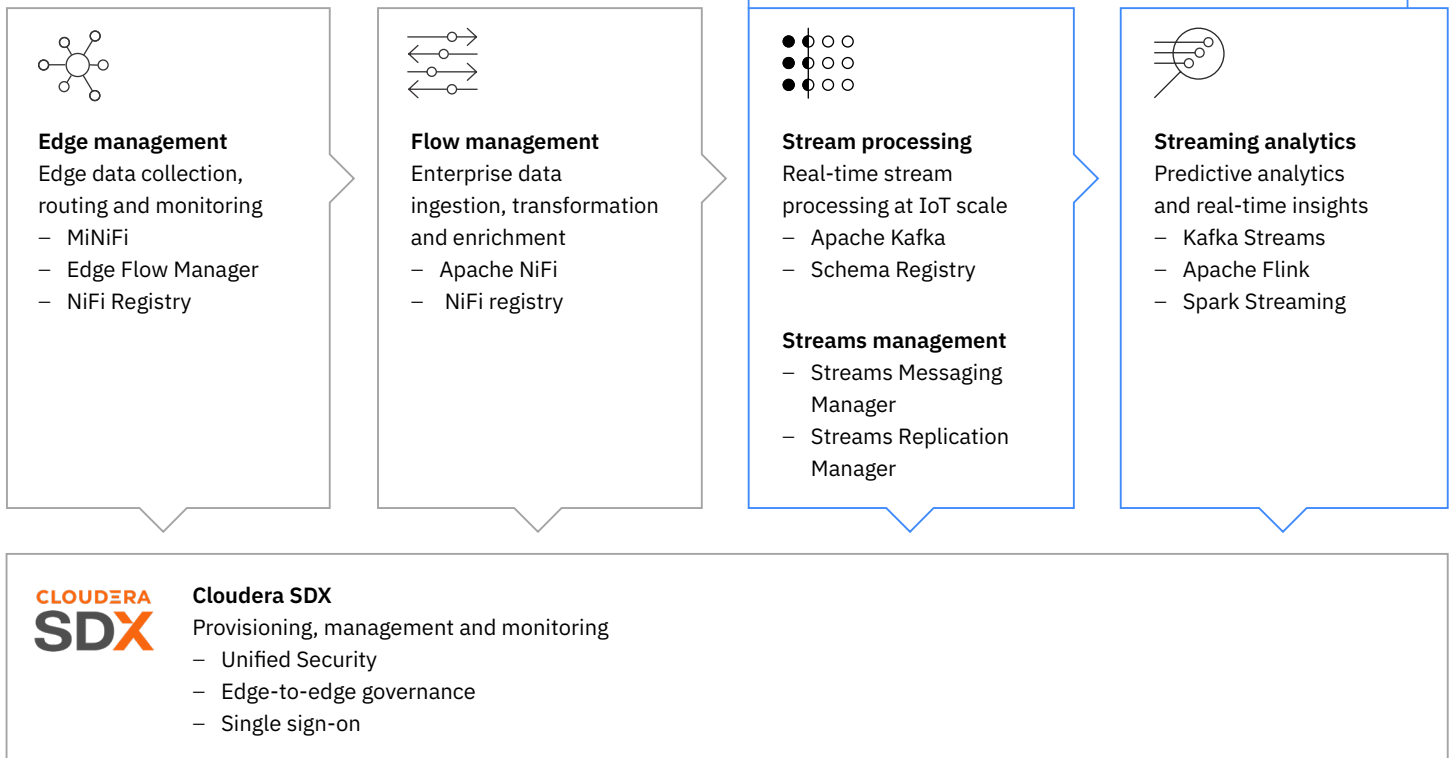 Edge management
Edge data collection,
routing and monitoring
– MiNiFi
– Edge Flow Manager
– NiFi Registry
Flow management
Enterprise data
ingestion, transformation
and enrichment
– Apache NiFi
– NiFi registry
Stream processing
Real-time stream
processing at IoT scale
– Apache Kafka
– Schema Registry
Streams management
– Streams Messaging
Manager
– Streams Replication
Manager
Streaming analytics
Predictive analytics
and real-time insights
– Kafka Streams
– Apache Flink
– Spark Streaming
CLOUDERA
SDX
Cloudera SDX
Provisioning, management and monitoring
– Unified Security
– Edge-to-edge governance
– Single sign-on